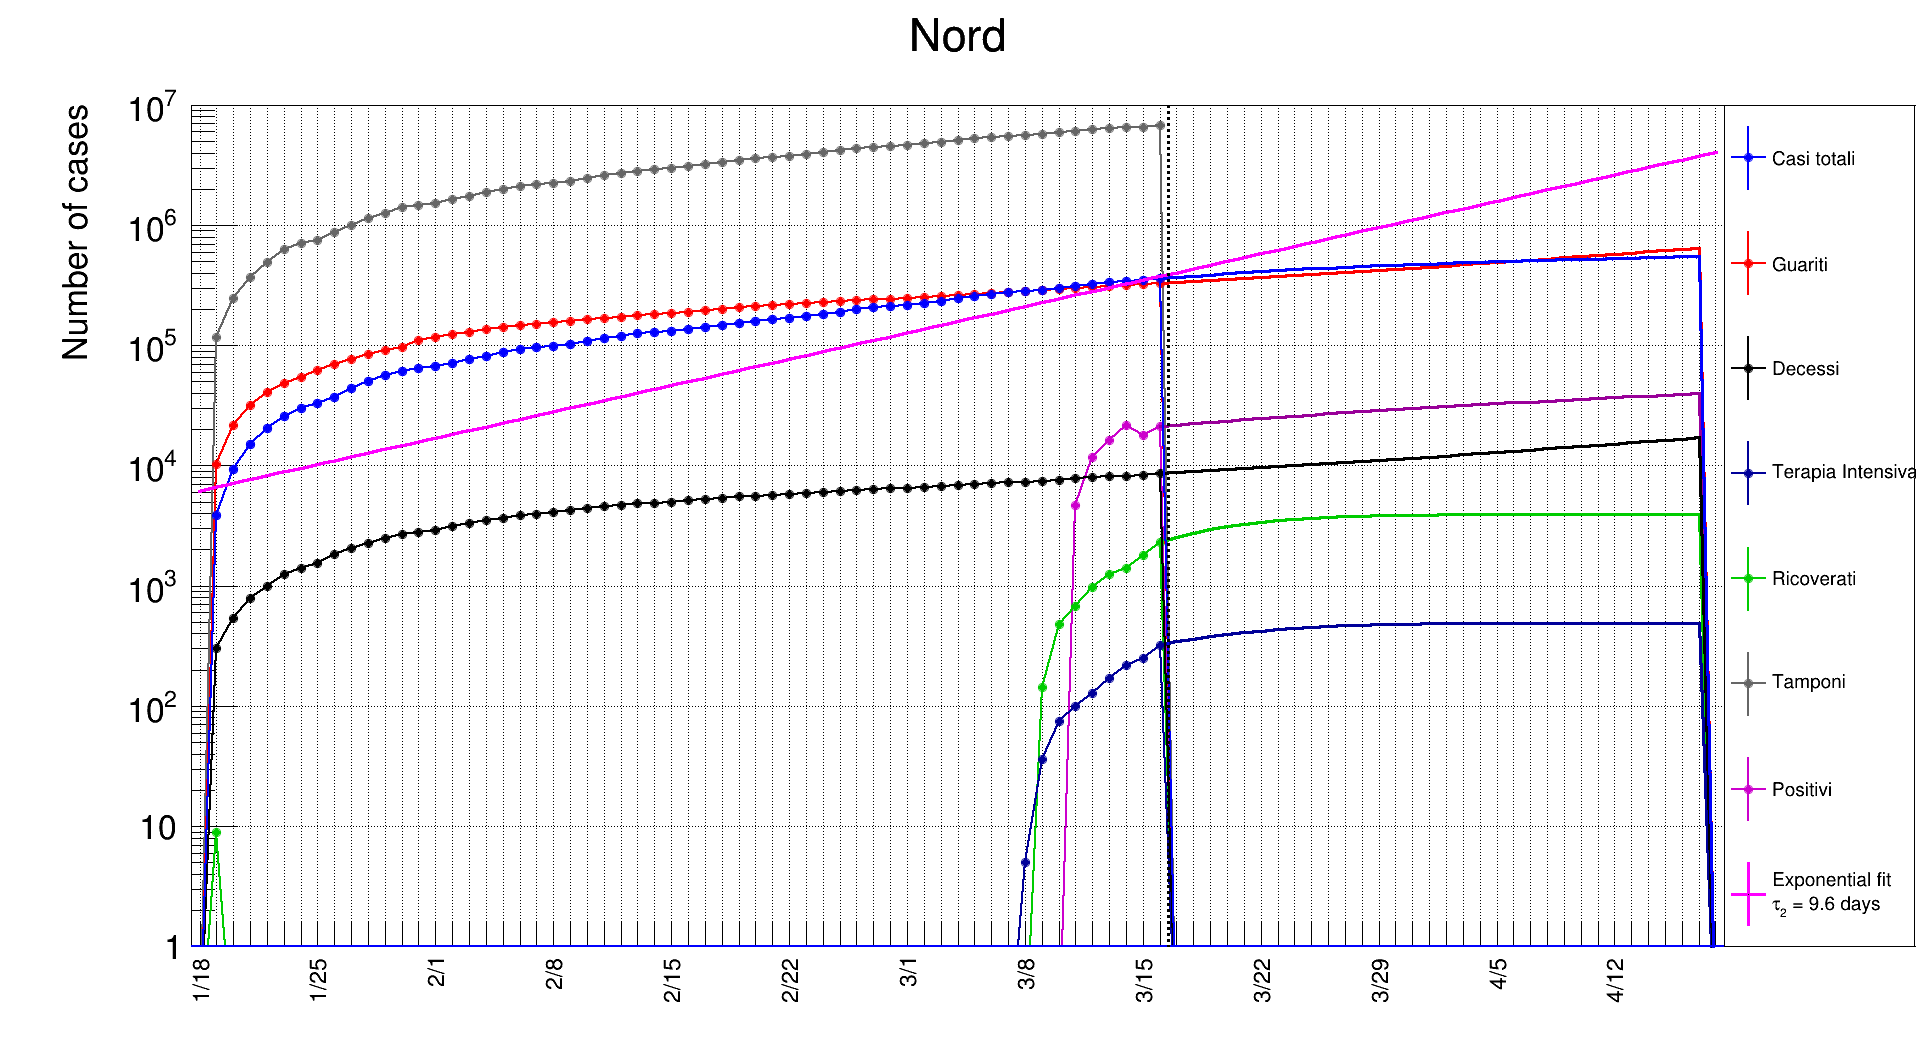 Nord
Number of cases
10^7
10^6
10^5
10^4
10^3
10^2
10
1
1/18
1/25
2/1
2/8
2/15
2/22
3/1
3/8
3/15
3/22
3/29
4/5
4/12
Casi totali
Guariti
Decessi
Terapia Intensiva
Ricoverati
Tamponi
Positivi
Exponential fit
τ_2 = 9.6 days